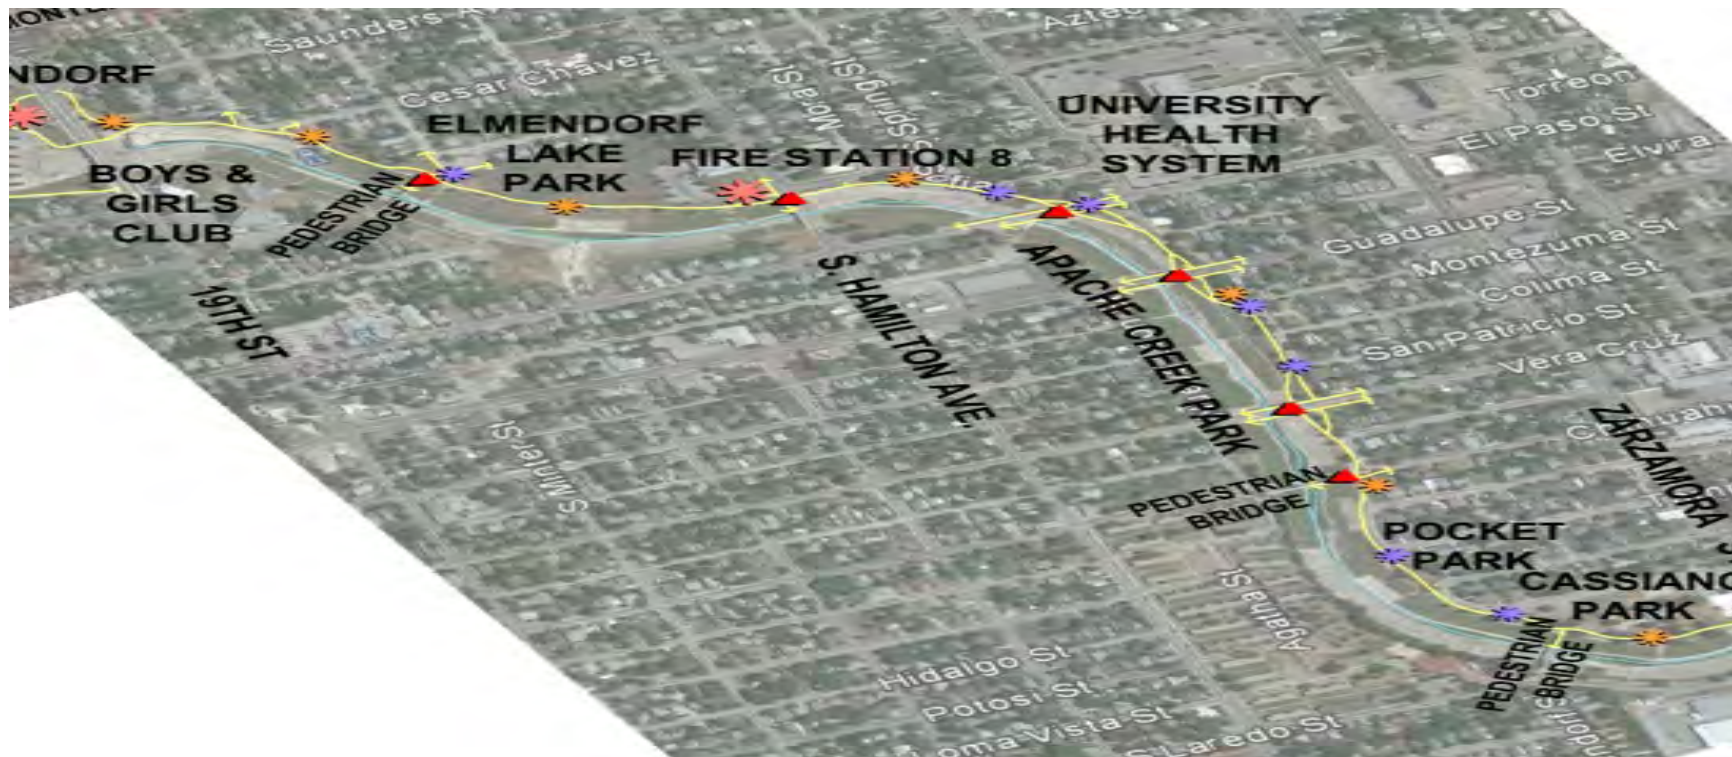 Saunders
Aztec
NDORF
Cesar Chavez
Torreon
ELMENDORF
LAKE
PARK
Mora St
Spring St
UNIVERSITY
HEALTH
SYSTEM
El Paso St
Elvira
FIRE STATION 8
BOYS &
GIRLS
CLUB
PEDESTRIAN
BRIDGE
Guadalupe St
Montezuma St
Colima St
San Patricio St
Vera Cruz
19TH ST
S. HAMILTON AVE.
APACHE CREEK PARK
ZARZAMORA S
S Minter St
PEDESTRIAN
BRIDGE
POCKET
PARK
CASSIANO
PARK
Agatha St
PEDESTRIAN
BRIDGE
Hidalgo St
Potosi St
Loma Vista St
S Laredo St